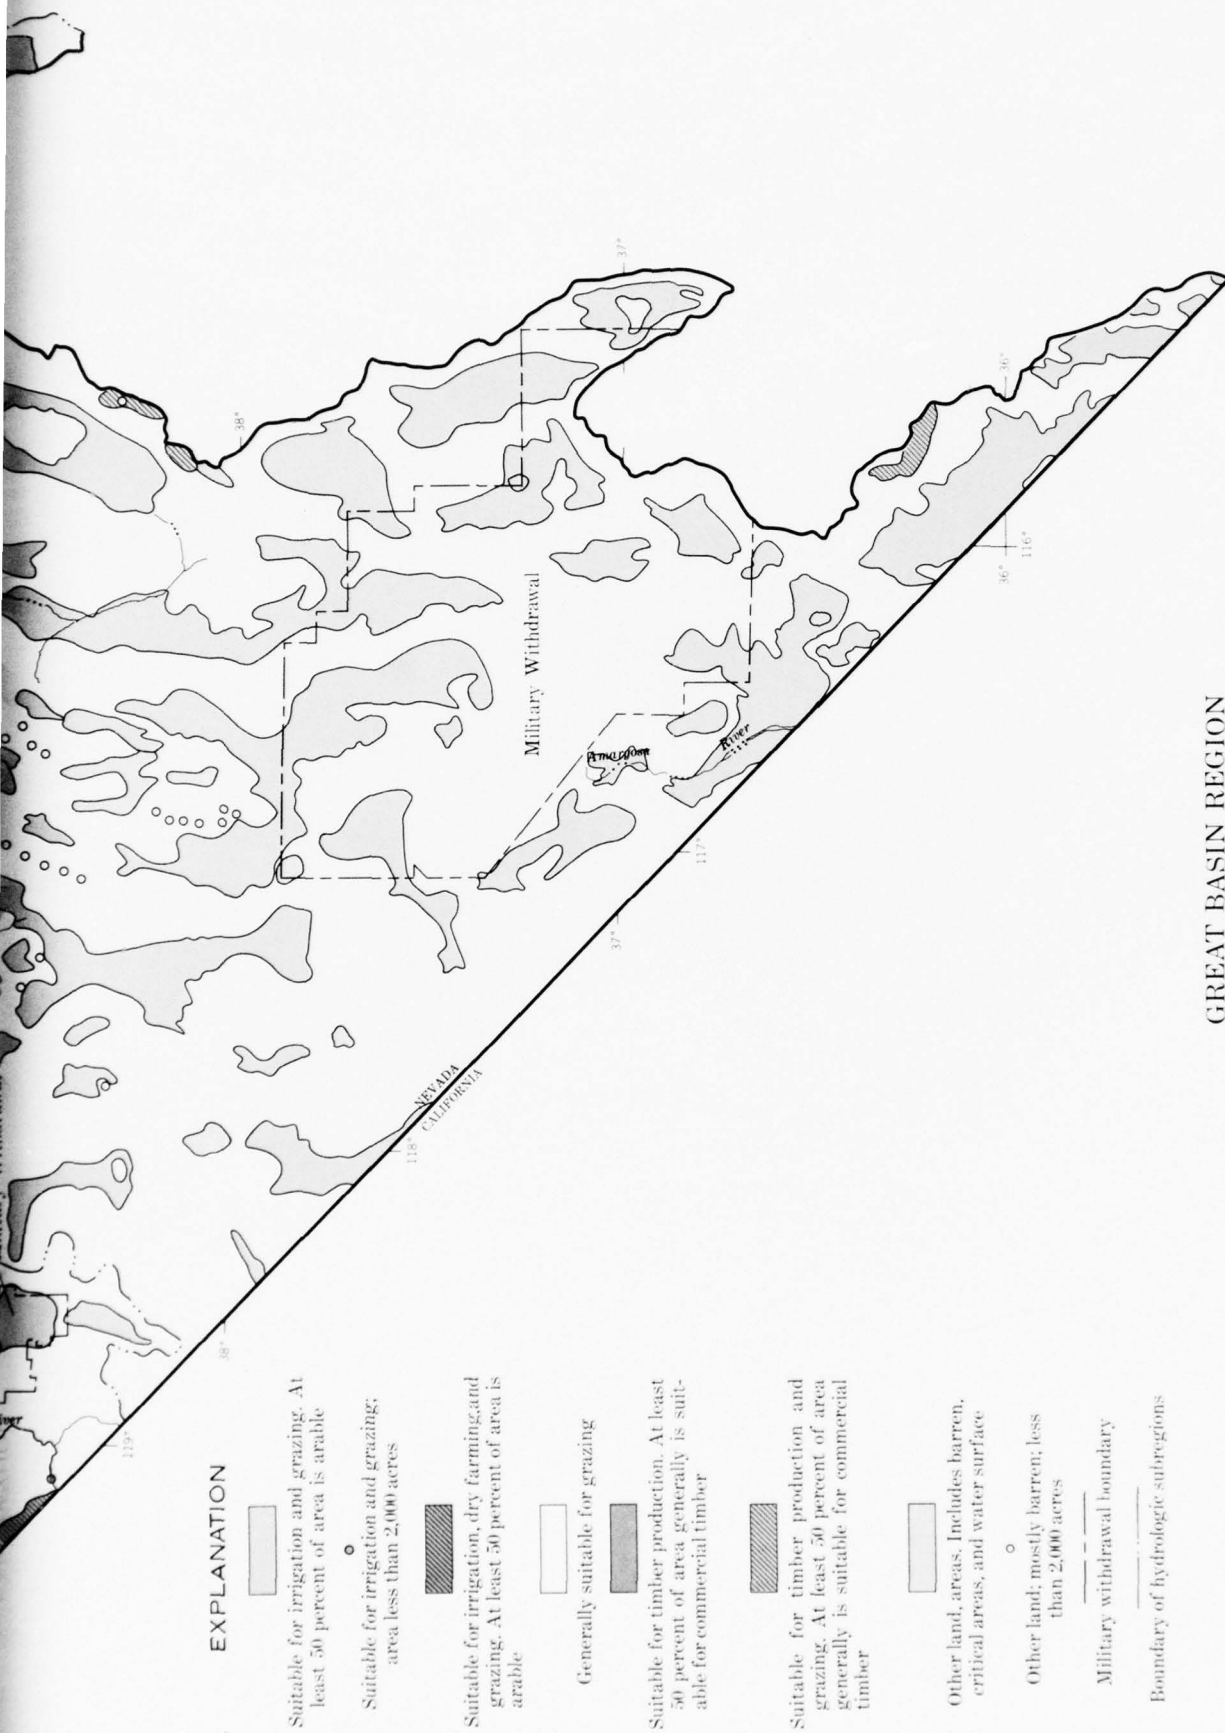 EXPLANATION
Suitable for irrigation and grazing. At
least 50 percent of area is arable
Suitable for irrigation and grazing;
area less than 2,000 acres
Suitable for irrigation, dry farming, and
grazing. At least 50 percent of area is
arable
Generally suitable for grazing
Suitable for timber production. At least
50 percent of area generally is suit-
able for commercial timber
Suitable for timber production and
grazing. At least 50 percent of area
generally is suitable for commercial
timber
Other land, areas. Includes barren,
critical areas, and water surface
Other land; mostly barren; less
than 2,000 acres
Military withdrawal boundary
Boundary of hydrologic subregions
119°
38°
118°
NEVADA
CALIFORNIA
37°
117°
Military Withdrawal
Amargosa
River
38°
37°
36°
116°
36°
GREAT BASIN REGION